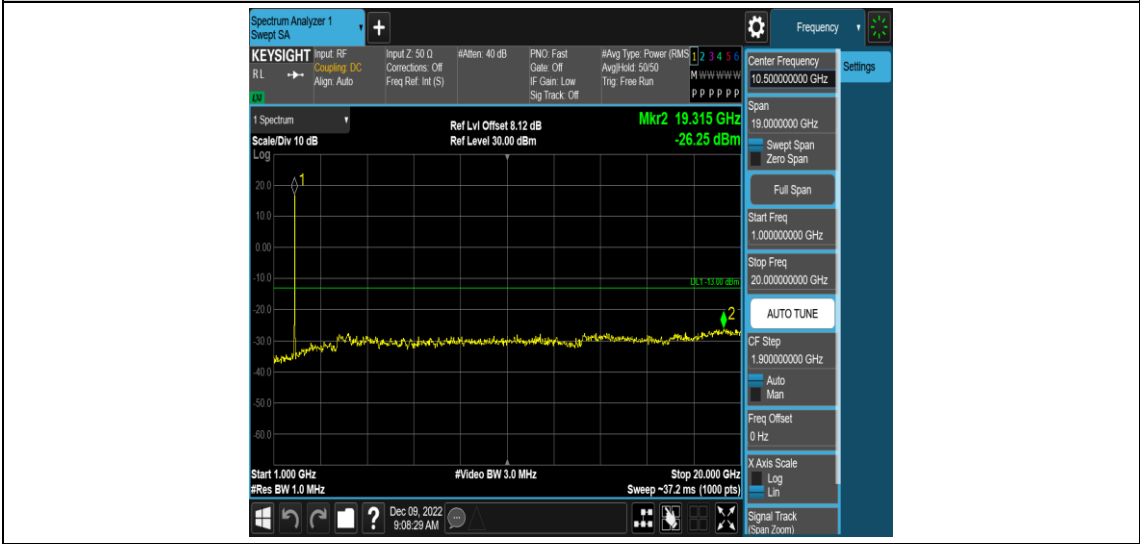 Spectrum Analyzer 1
Swept SA
+
Frequency
KEYSIGHT
RL
LXI
Input: RF
Coupling: DC
Align: Auto
Input Z: 50 Ω
Corrections: Off
Freq Ref: Int (S)
#Atten: 40 dB
PNO: Fast
Gate: Off
IF Gain: Low
Sig Track: Off
#Avg Type: Power (RMS
Avg|Hold: 50/50
Trig: Free Run
1 2 3 4 5 6
M W W W W W
P P P P P P
1 Spectrum
Scale/Div 10 dB
Log
Ref Lvl Offset 8.12 dB
Ref Level 30.00 dBm
Mkr2 19.315 GHz
-26.25 dBm
1
20.0
10.0
0.00
-10.0
DL1 -13.00 dBm
-20.0
2
-30.0
-40.0
-50.0
-60.0
Start 1.000 GHz
#Video BW 3.0 MHz
Stop 20.000 GHz
#Res BW 1.0 MHz
Sweep ~37.2 ms (1000 pts)
?
Dec 09, 2022
9:08:29 AM
Center Frequency
10.500000000 GHz
Settings
Span
19.0000000 GHz
Swept Span
Zero Span
Full Span
Start Freq
1.000000000 GHz
Stop Freq
20.000000000 GHz
AUTO TUNE
CF Step
1.900000000 GHz
Auto
Man
Freq Offset
0 Hz
X Axis Scale
Log
Lin
Signal Track
(Span Zoom)